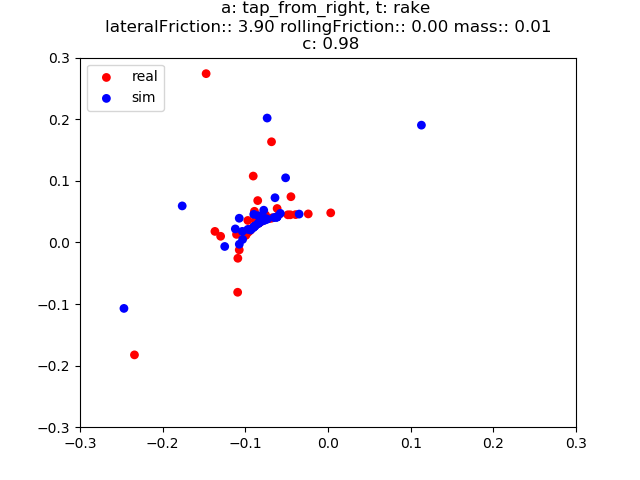 a: tap_from_right, t: rake
lateralFriction:: 3.90 rollingFriction:: 0.00 mass:: 0.01
c: 0.98
real
sim
0.3
0.2
0.1
0.0
−0.1
−0.2
−0.3
−0.3 −0.2 −0.1 0.0 0.1 0.2 0.3